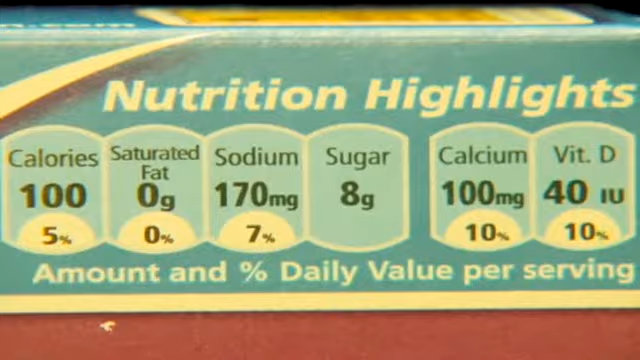 n.com
Nutrition Highlights
Calories Saturated Fat Sodium Sugar Calcium Vit. D
100 0g 170mg 8g 100mg 40 IU
5% 0% 7% 10% 10%
Amount and % Daily Value per serving